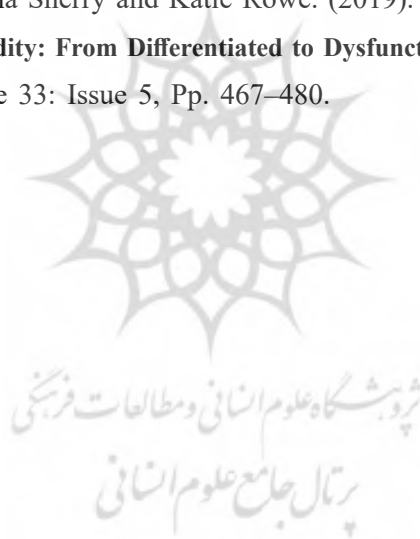 na Sherry and Katie Rowe. (2019).
dity: From Differentiated to Dysfunct
e 33: Issue 5, Pp. 467–480.
پژوهشگاه علوم انسانی و مطالعات فرهنگی
پرتال جامع علوم انسانی